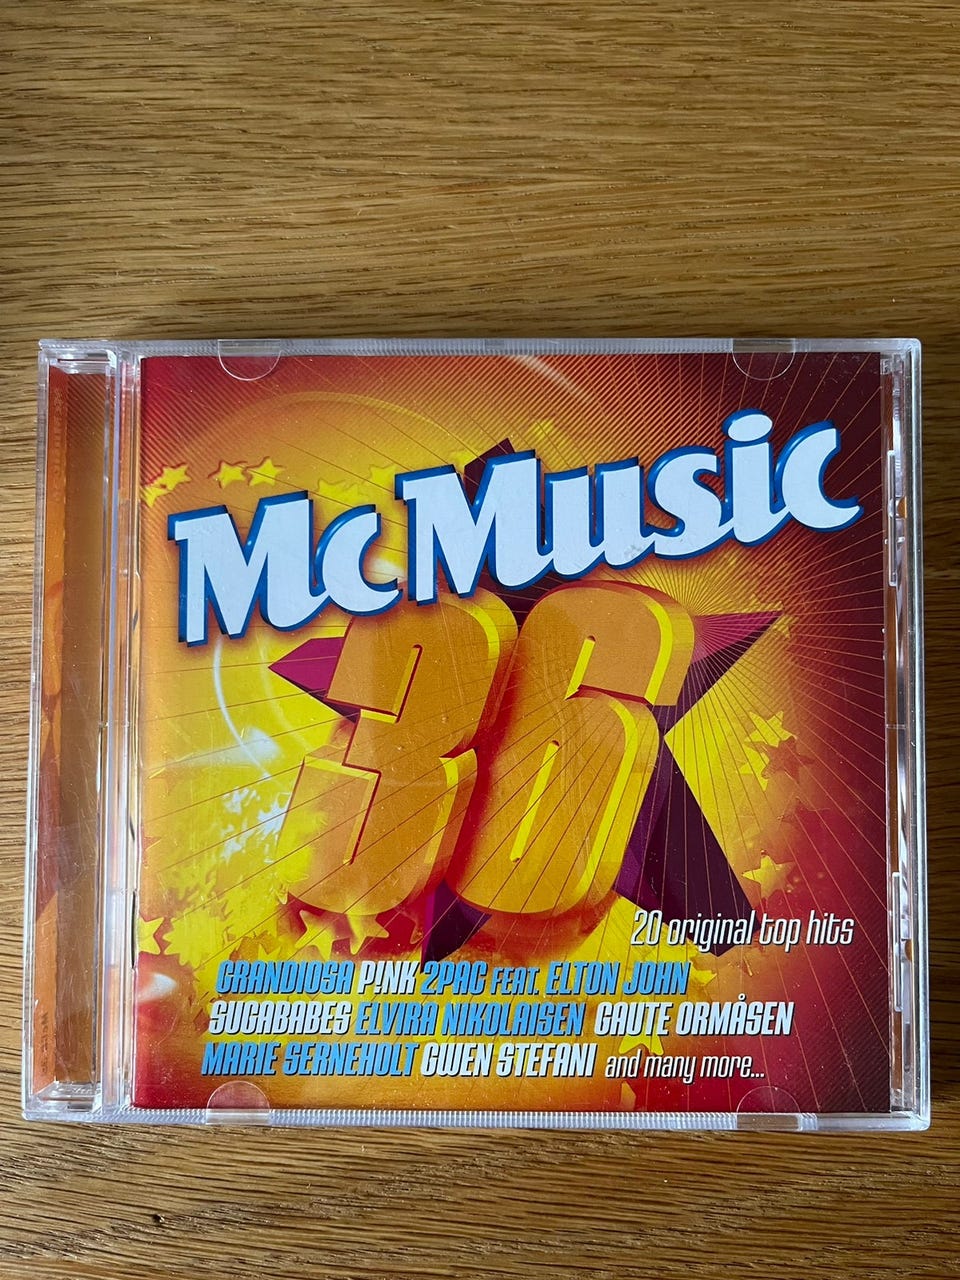 McMusic
36
20 original top hits
GRANDIOSA P!NK 2PAC FEAT. ELTON JOHN
SUGABABES ELVIRA NIKOLAISEN GAUTE ORMÅSEN
MARIE SERNEHOLT GWEN STEFANI and many more...